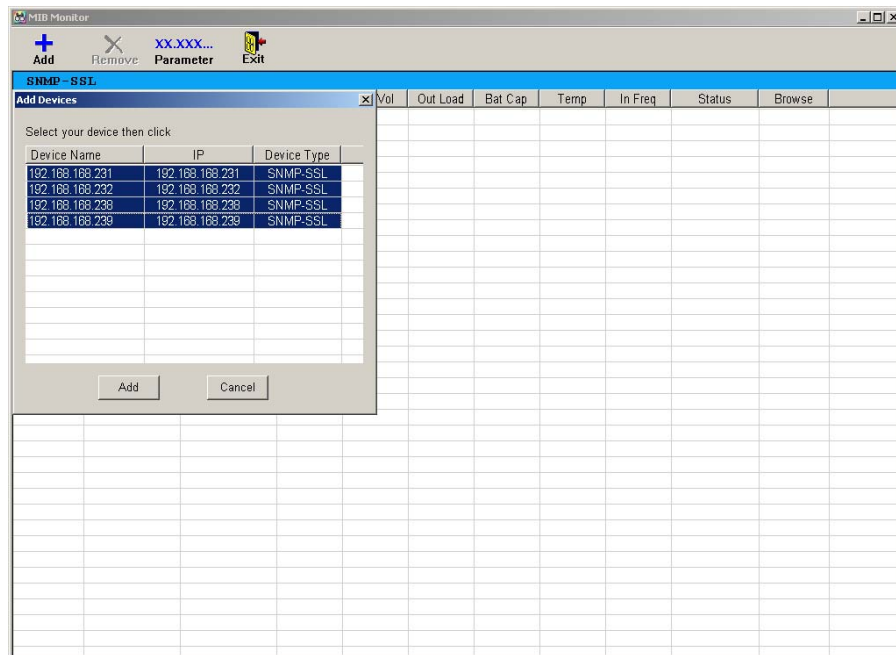 MIB Monitor
Add
Remove
XX.XXX...
Parameter
Exit
SNMP-SSL
Add Devices
Vol Out Load Bat Cap Temp In Freq Status Browse
Select your device then click
Device Name IP Device Type
192.168.168.231 192.168.168.231 SNMP-SSL
192.168.168.232 192.168.168.232 SNMP-SSL
192.168.168.238 192.168.168.238 SNMP-SSL
192.168.168.239 192.168.168.239 SNMP-SSL
Add Cancel